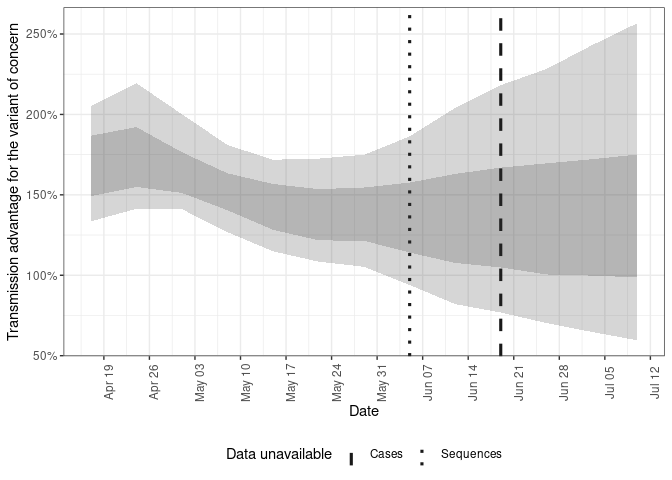 Transmission advantage for the variant of concern
250%
200%
150%
100%
50%
Apr 19
Apr 26
May 03
May 10
May 17
May 24
May 31
Jun 07
Jun 14
Jun 21
Jun 28
Jul 05
Jul 12
Date
Data unavailable Cases Sequences